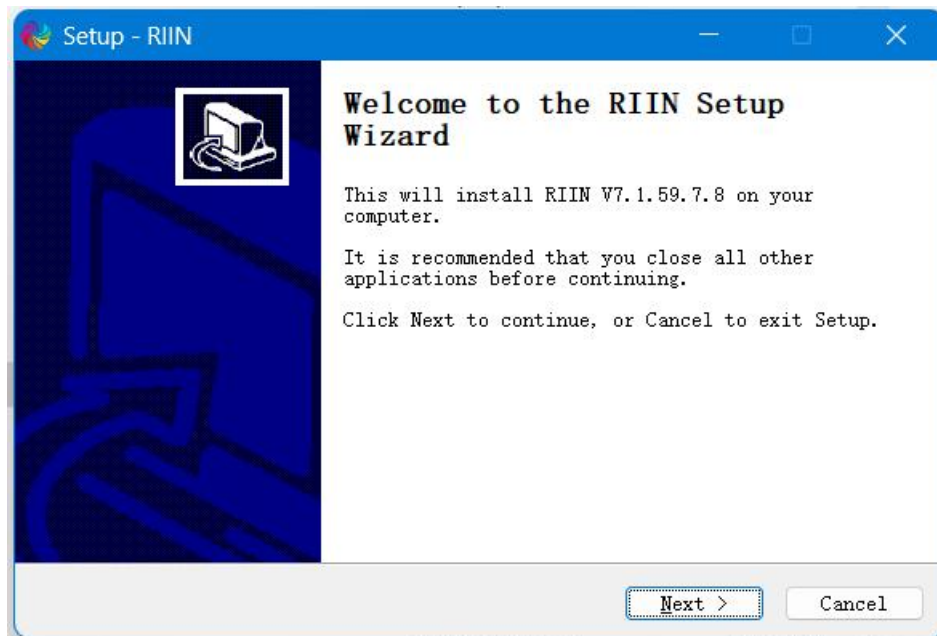 Setup - RIIN
Welcome to the RIIN Setup
Wizard
This will install RIIN V7.1.59.7.8 on your
computer.
It is recommended that you close all other
applications before continuing.
Click Next to continue, or Cancel to exit Setup.
Next >
Cancel